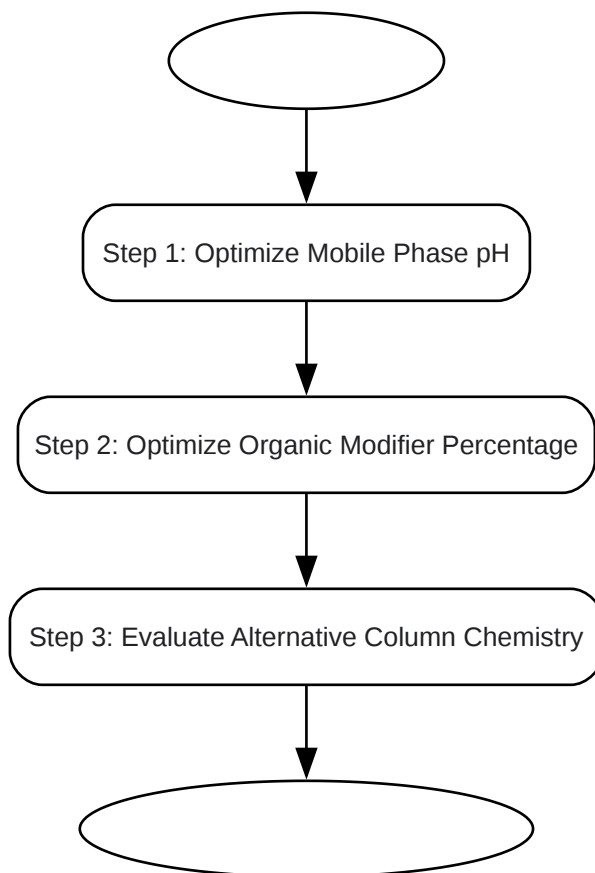 Step 1: Optimize Mobile Phase pH
Step 2: Optimize Organic Modifier Percentage
Step 3: Evaluate Alternative Column Chemistry